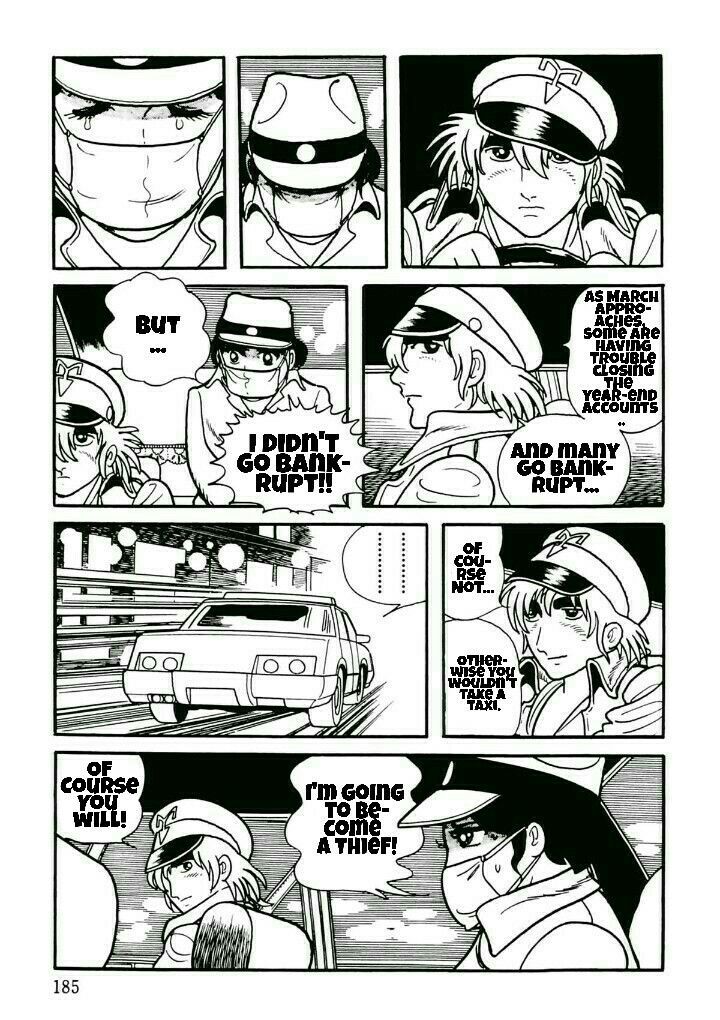 AS MARCH
APPRO-
ACHES,
SOME ARE
HAVING
TROUBLE
CLOSING
THE
YEAR-END
ACCOUNTS
..
AND MANY
GO BANK-
RUPT...
BUT
...
I DIDN'T
GO BANK-
RUPT!!
OF
COU-
RSE
NOT...
OTHER-
WISE YOU
WOULDN'T
TAKE A
TAXI.
I'M GOING
TO BE-
COME
A THIEF!
OF
COURSE
YOU
WILL!
185